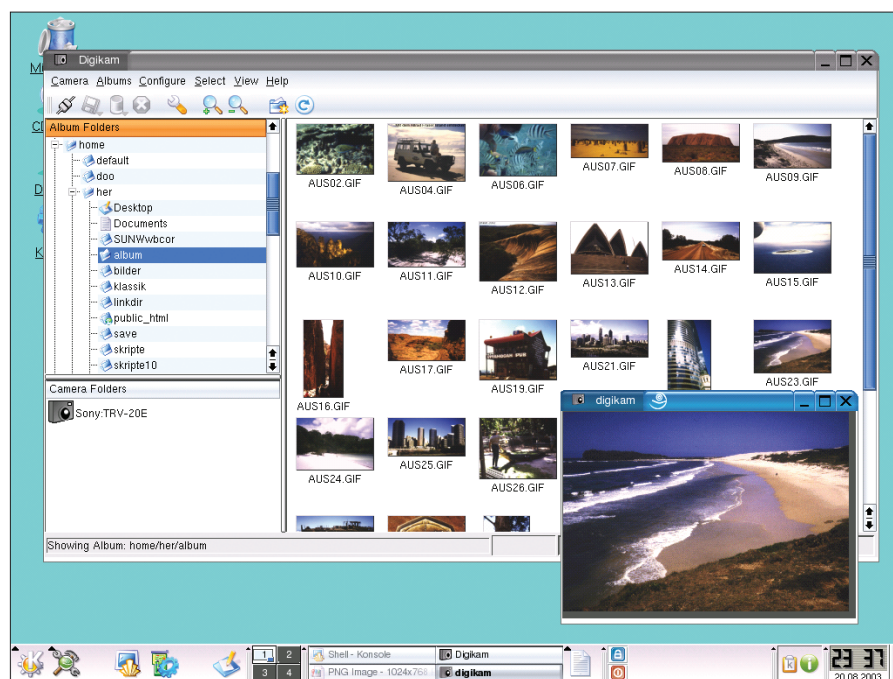 Digikam
Camera Albums Configure Select View Help
Album Folders
home
default
doo
her
Desktop
Documents
SUNWwbcor
album
bilder
klassik
linkdir
public_html
save
skripte
skripte10
Camera Folders
Sony:TRV-20E
AUS02.GIF
AUS04.GIF
AUS06.GIF
AUS07.GIF
AUS08.GIF
AUS09.GIF
AUS10.GIF
AUS11.GIF
AUS12.GIF
AUS13.GIF
AUS14.GIF
AUS15.GIF
AUS16.GIF
AUS17.GIF
AUS19.GIF
AUS21.GIF
AUS23.GIF
AUS24.GIF
AUS25.GIF
AUS26.GIF
digikam
Showing Album: home/her/album
1 2
3 4
Shell - Konsole
Digikam
PNG Image - 1024x768
digikam
23 37
20.08.2003